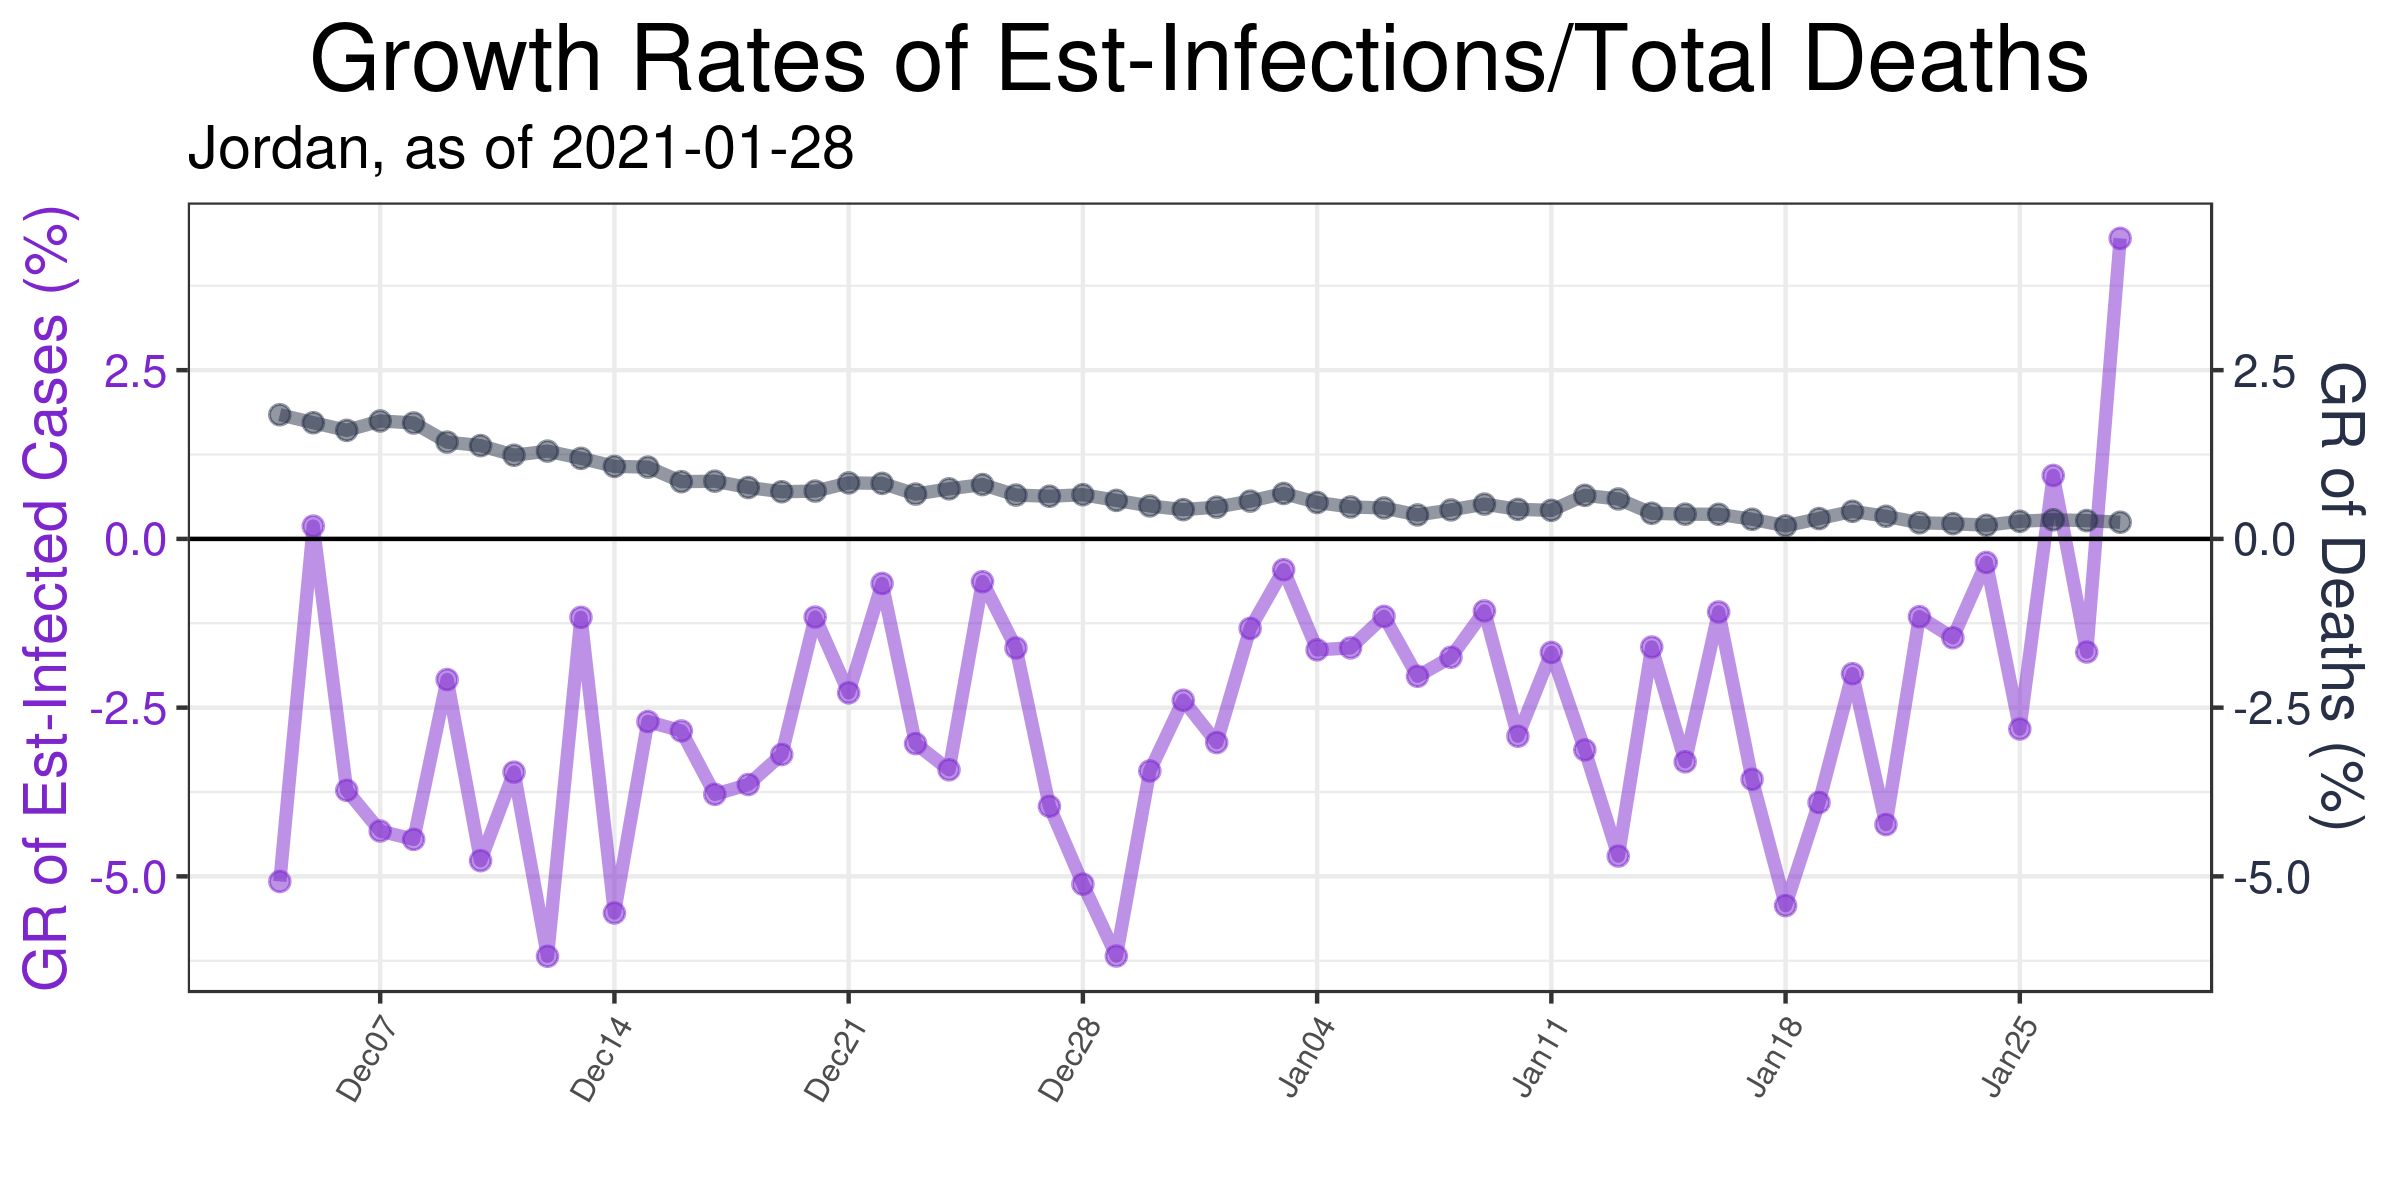 Growth Rates of Est-Infections/Total Deaths
Jordan, as of 2021-01-28
GR of Est-Infected Cases (%)
2.5
0.0
-2.5
-5.0
2.5
0.0
-2.5
-5.0
GR of Deaths (%)
Dec07
Dec14
Dec21
Dec28
Jan04
Jan11
Jan18
Jan25